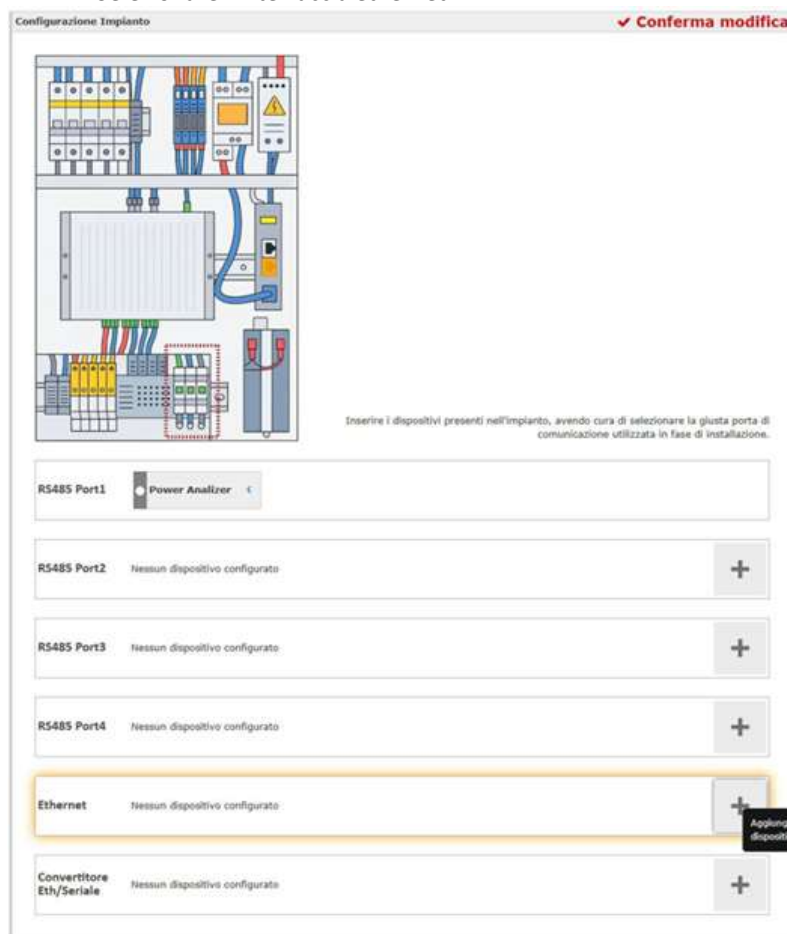 Configurazione Impianto
✔ Conferma modifica
Inserire i dispositivi presenti nell'impianto, avendo cura di selezionare la giusta porta di
comunicazione utilizzata in fase di installazione.
RS485 Port1
Power Analizer
RS485 Port2
Nessun dispositivo configurato
RS485 Port3
Nessun dispositivo configurato
RS485 Port4
Nessun dispositivo configurato
Ethernet
Nessun dispositivo configurato
Aggiung
dispositi
Convertitore
Eth/Seriale
Nessun dispositivo configurato